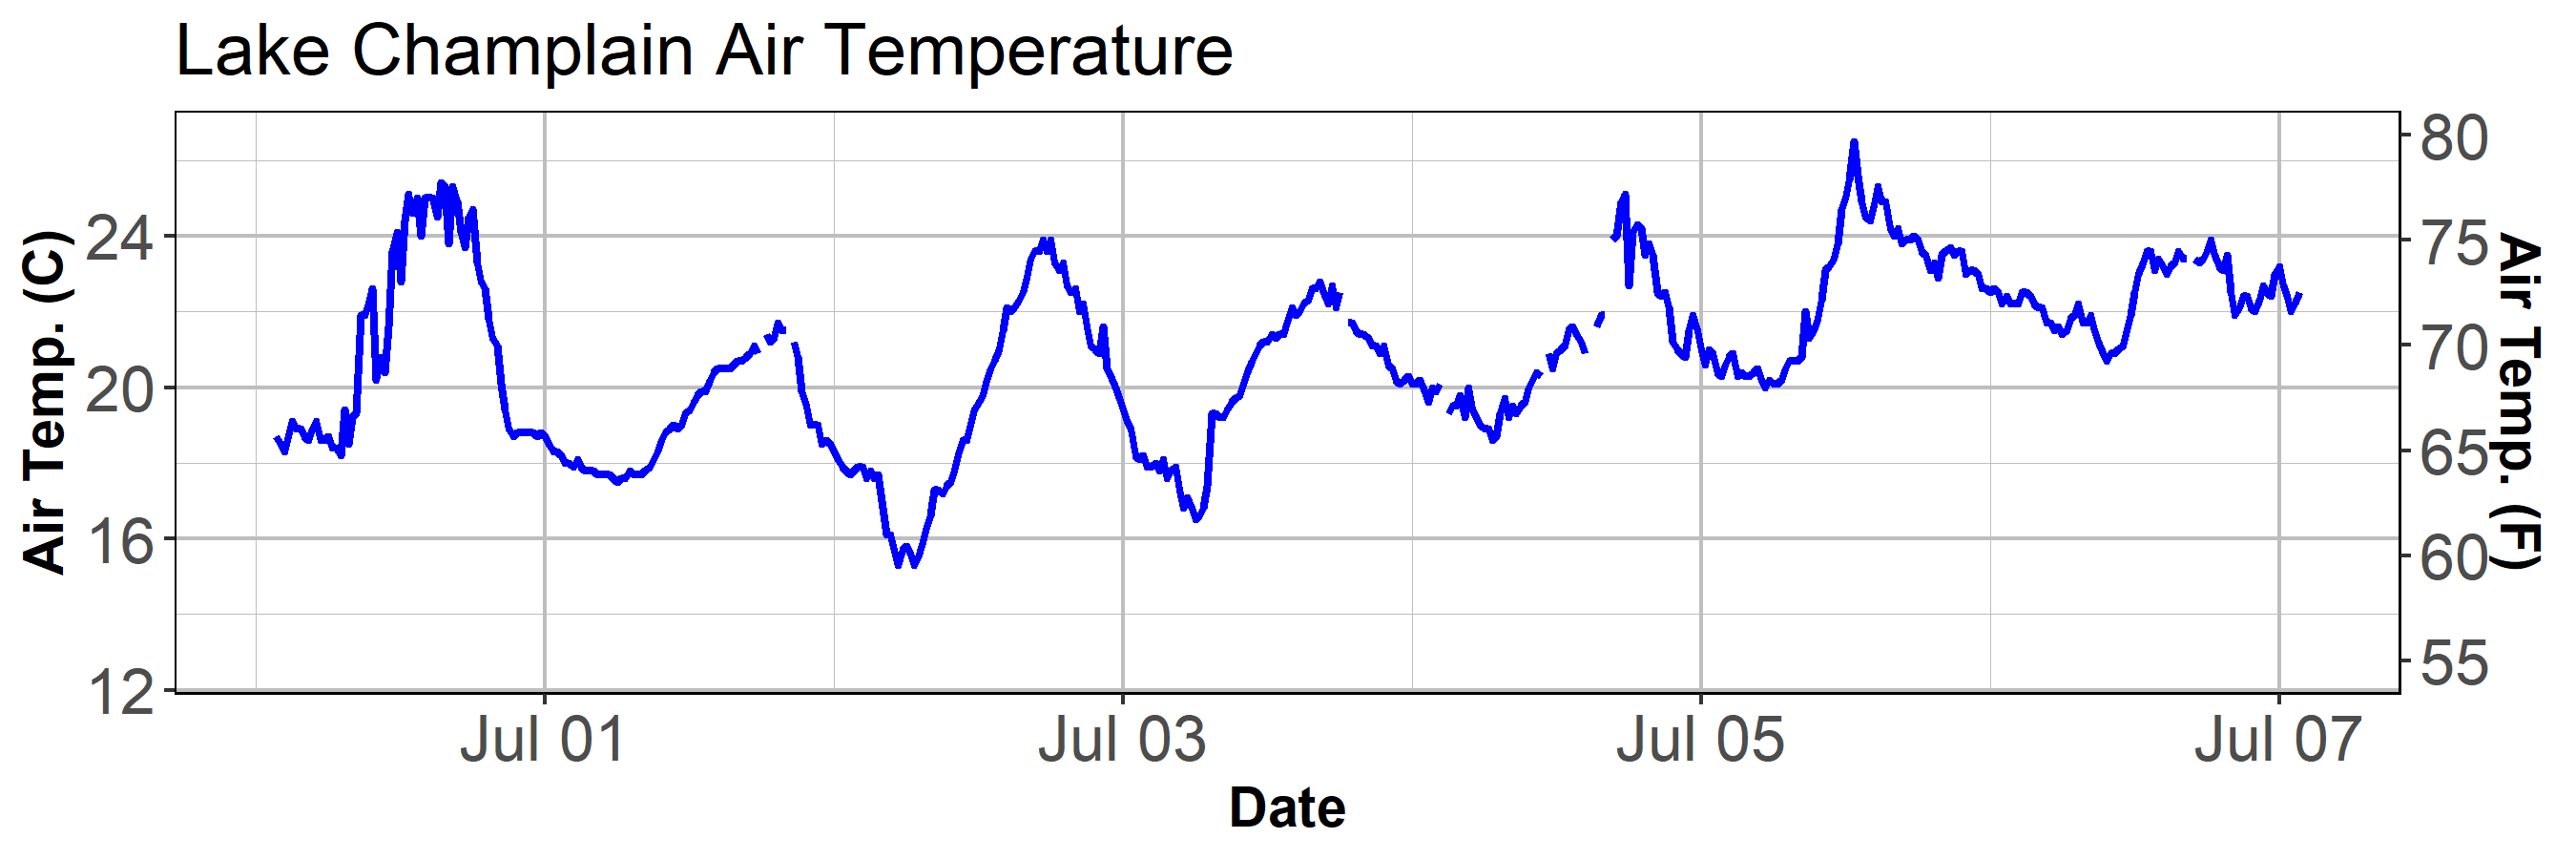 Lake Champlain Air Temperature
Air Temp. (C)
24
20
16
12
80
75
70
65
60
55
Air Temp. (F)
Jul 01 Jul 03 Jul 05 Jul 07
Date